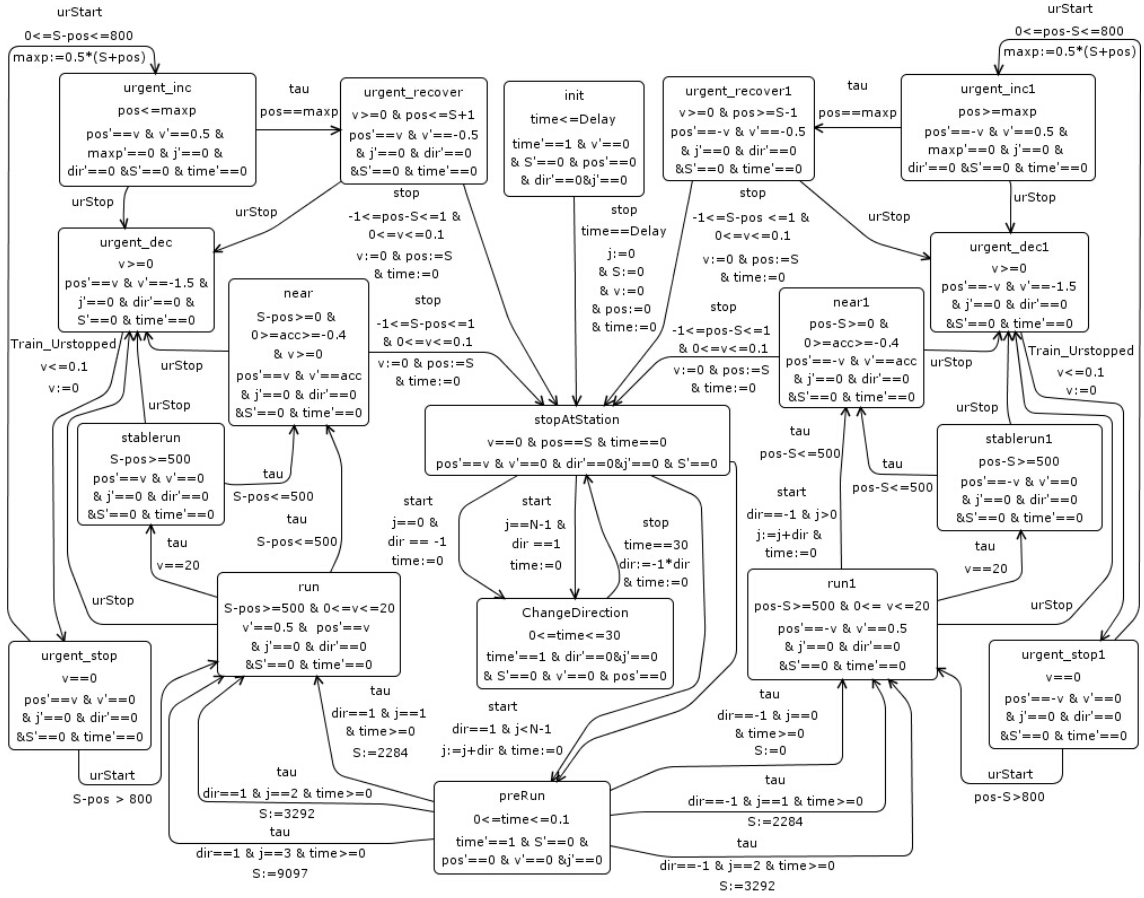 urStart
0<=S-pos<=800
maxp:=0.5*(S+pos)
urStart
0<=pos-S<=800
maxp:=0.5*(S+pos)
urgent_inc
pos<=maxp
pos'==v & v'==0.5 &
maxp'==0 & j'==0 &
dir'==0 &S'==0 & time'==0
tau
pos==maxp
urgent_recover
v>=0 & pos<=S+1
pos'==v & v'==-0.5
& j'==0 & dir'==0
&S'==0 & time'==0
init
time<=Delay
time'==1 & v'==0
& S'==0 & pos'==0
& dir'==0&j'==0
urgent_recover1
v>=0 & pos>=S-1
pos'==-v & v'==-0.5
& j'==0 & dir'==0
&S'==0 & time'==0
tau
pos==maxp
urgent_inc1
pos>=maxp
pos'==-v & v'==0.5 &
maxp'==0 & j'==0 &
dir'==0 &S'==0 & time'==0
urStop
urStop
stop
-1<=pos-S<=1 &
0<=v<=0.1
v:=0 & pos:=S
& time:=0
stop
time==Delay
j:=0
& S:=0
& v:=0
& pos:=0
& time:=0
stop
-1<=S-pos <=1 &
0<=v<=0.1
v:=0 & pos:=S
& time:=0
urStop
urStop
urgent_dec
v>=0
pos'==v & v'==-1.5 &
j'==0 & dir'==0 &
S'==0 & time'==0
urgent_dec1
v>=0
pos'==-v & v'==-1.5
& j'==0 & dir'==0
&S'==0 & time'==0
near
S-pos>=0 &
0>=acc>=-0.4
& v>=0
pos'==v & v'==acc
& j'==0 & dir'==0
&S'==0 & time'==0
stop
-1<=S-pos<=1
& 0<=v<=0.1
v:=0 & pos:=S
& time:=0
stop
-1<=pos-S<=1
& 0<=v<=0.1
v:=0 & pos:=S
& time:=0
near1
pos-S>=0 &
0>=acc>=-0.4
pos'==-v & v'==acc
& j'==0 & dir'==0
&S'==0 & time'==0
Train_Urstopped
v<=0.1
v:=0
urStop
urStop
Train_Urstopped
v<=0.1
v:=0
urStop
urStop
stablerun
S-pos>=500
pos'==v & v'==0
& j'==0 & dir'==0
&S'==0 & time'==0
tau
S-pos<=500
stopAtStation
v==0 & pos==S & time==0
pos'==v & v'==0 & dir'==0&j'==0 & S'==0
tau
pos-S<=500
tau
pos-S<=500
stablerun1
pos-S>=500
pos'==-v & v'==0
& j'==0 & dir'==0
&S'==0 & time'==0
tau
v==20
tau
S-pos<=500
start
j==0 &
dir == -1
time:=0
start
j==N-1 &
dir ==1
time:=0
stop
time==30
dir:=-1*dir
& time:=0
start
dir==-1 & j>0
j:=j+dir &
time:=0
tau
v==20
urStop
run
S-pos>=500 & 0<=v<=20
v'==0.5 & pos'==v
& j'==0 & dir'==0
&S'==0 & time'==0
ChangeDirection
0<=time<=30
time'==1 & dir'==0&j'==0
& S'==0 & v'==0 & pos'==0
run1
pos-S>=500 & 0<= v<=20
pos'==-v & v'==0.5
& j'==0 & dir'==0
&S'==0 & time'==0
urStop
urgent_stop
v==0
pos'==v & v'==0
& j'==0 & dir'==0
&S'==0 & time'==0
urgent_stop1
v==0
pos'==-v & v'==0
& j'==0 & dir'==0
&S'==0 & time'==0
tau
dir==1 & j==1
& time>=0
S:=2284
start
dir==1 & j<N-1
j:=j+dir & time:=0
tau
dir==-1 & j==0
& time>=0
S:=0
urStart
S-pos > 800
urStart
pos-S>800
tau
dir==1 & j==2 & time>=0
S:=3292
tau
dir==-1 & j==1 & time>=0
S:=2284
preRun
0<=time<=0.1
time'==1 & S'==0 &
pos'==0 & v'==0 &j'==0
tau
dir==1 & j==3 & time>=0
S:=9097
tau
dir==-1 & j==2 & time>=0
S:=3292